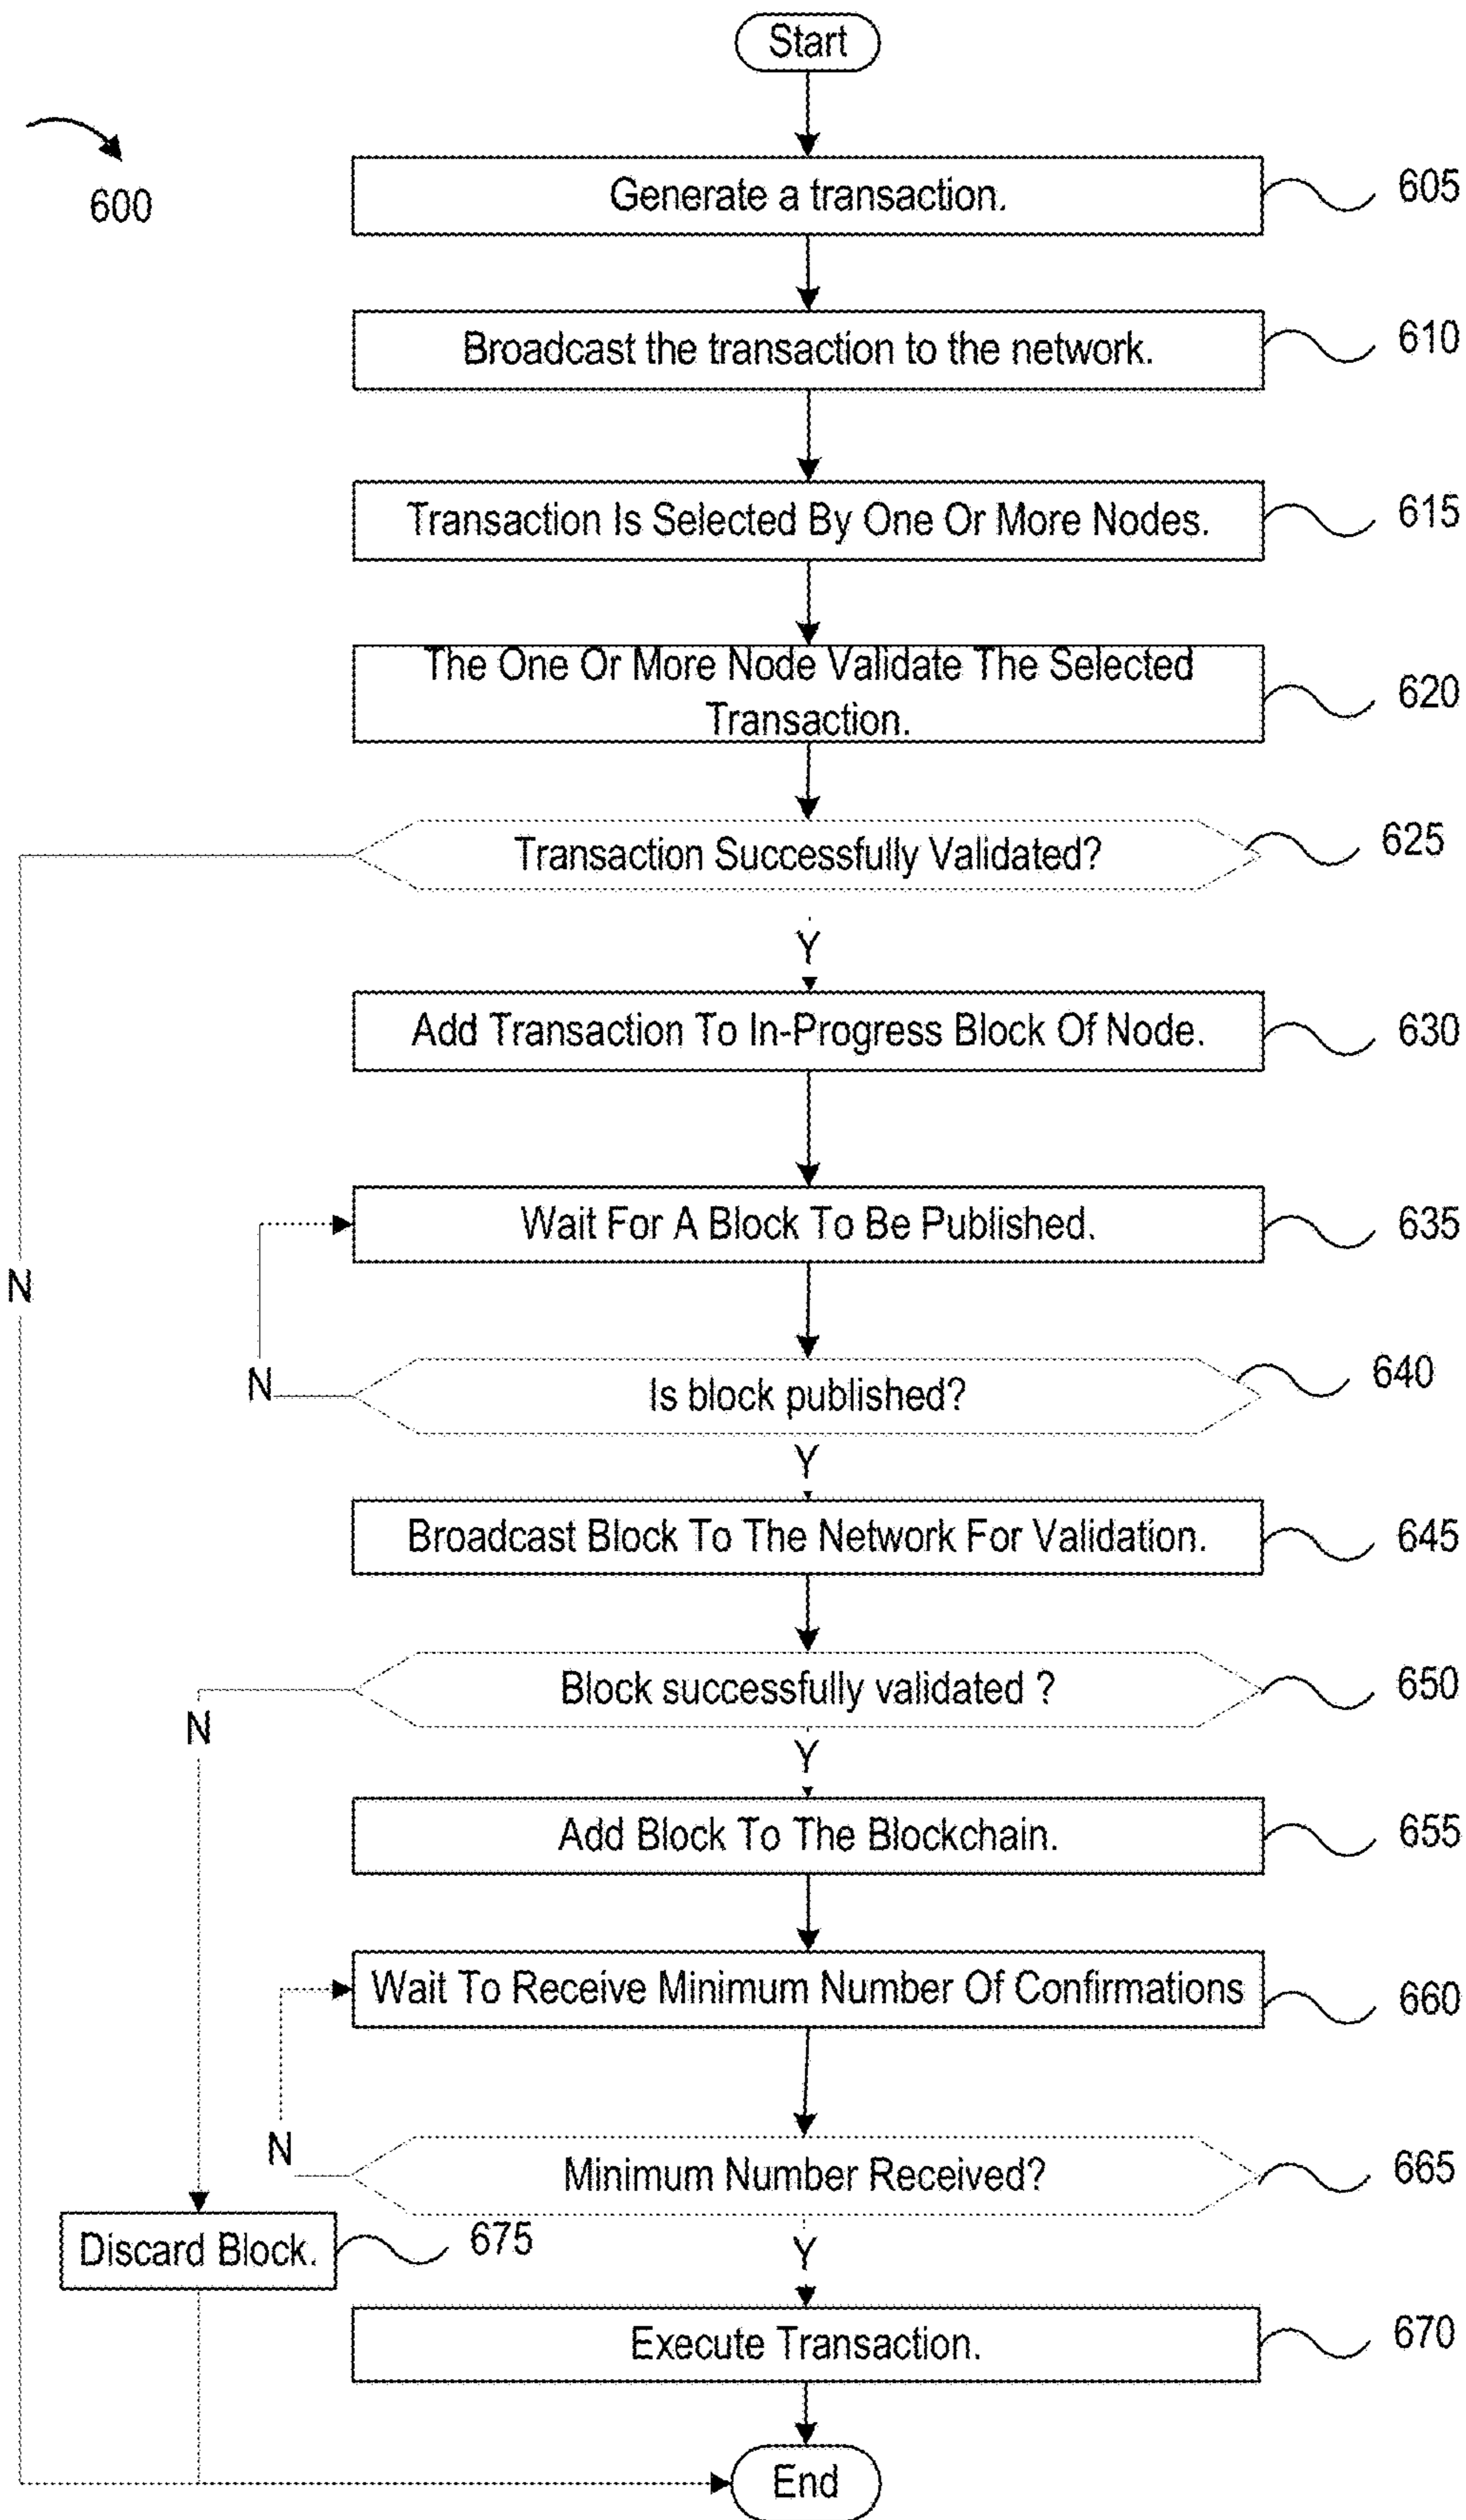 Start
600
Generate a transaction.
605
Broadcast the transaction to the network.
610
Transaction Is Selected By One Or More Nodes.
615
The One Or More Node Validate The Selected
Transaction.
620
Transaction Successfully Validated?
625
Y
Add Transaction To In-Progress Block Of Node.
630
Wait For A Block To Be Published.
635
N
Is block published?
640
N
Y
Broadcast Block To The Network For Validation.
645
Block successfully validated ?
650
N
Y
Add Block To The Blockchain.
655
Wait To Receive Minimum Number Of Confirmations
660
N
Minimum Number Received?
665
Discard Block.
675
Y
Execute Transaction.
670
End